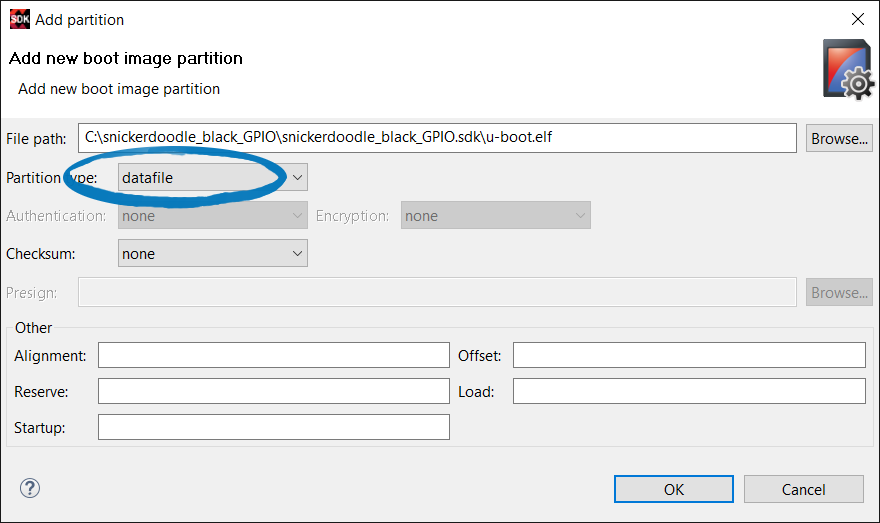 SDK Add partition
Add new boot image partition
Add new boot image partition
File path: C:\snickerdoodle_black_GPIO\snickerdoodle_black_GPIO.sdk\u-boot.elf Browse...
Partition type: datafile
Authentication: none Encryption: none
Checksum: none
Presign: Browse...
Other
Alignment: Offset:
Reserve: Load:
Startup:
? OK Cancel